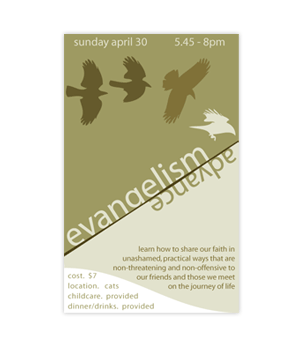 sunday april 30 5.45 - 8pm
evangelism
advance
learn how to share our faith in
unashamed, practical ways that are
non-threatening and non-offensive to
our friends and those we meet
on the journey of life
cost. $7
location. cats
childcare. provided
dinner/drinks. provided